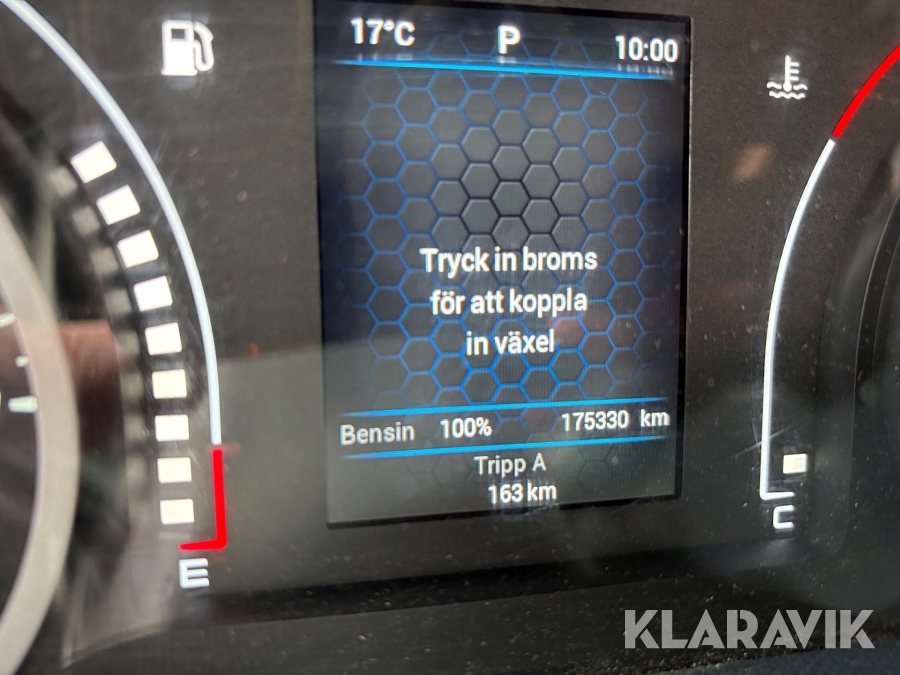 17°C P 10:00
Tryck in broms
för att koppla
in växel
Bensin 100% 175330 km
Tripp A
163 km
E
C
KLARAVIK